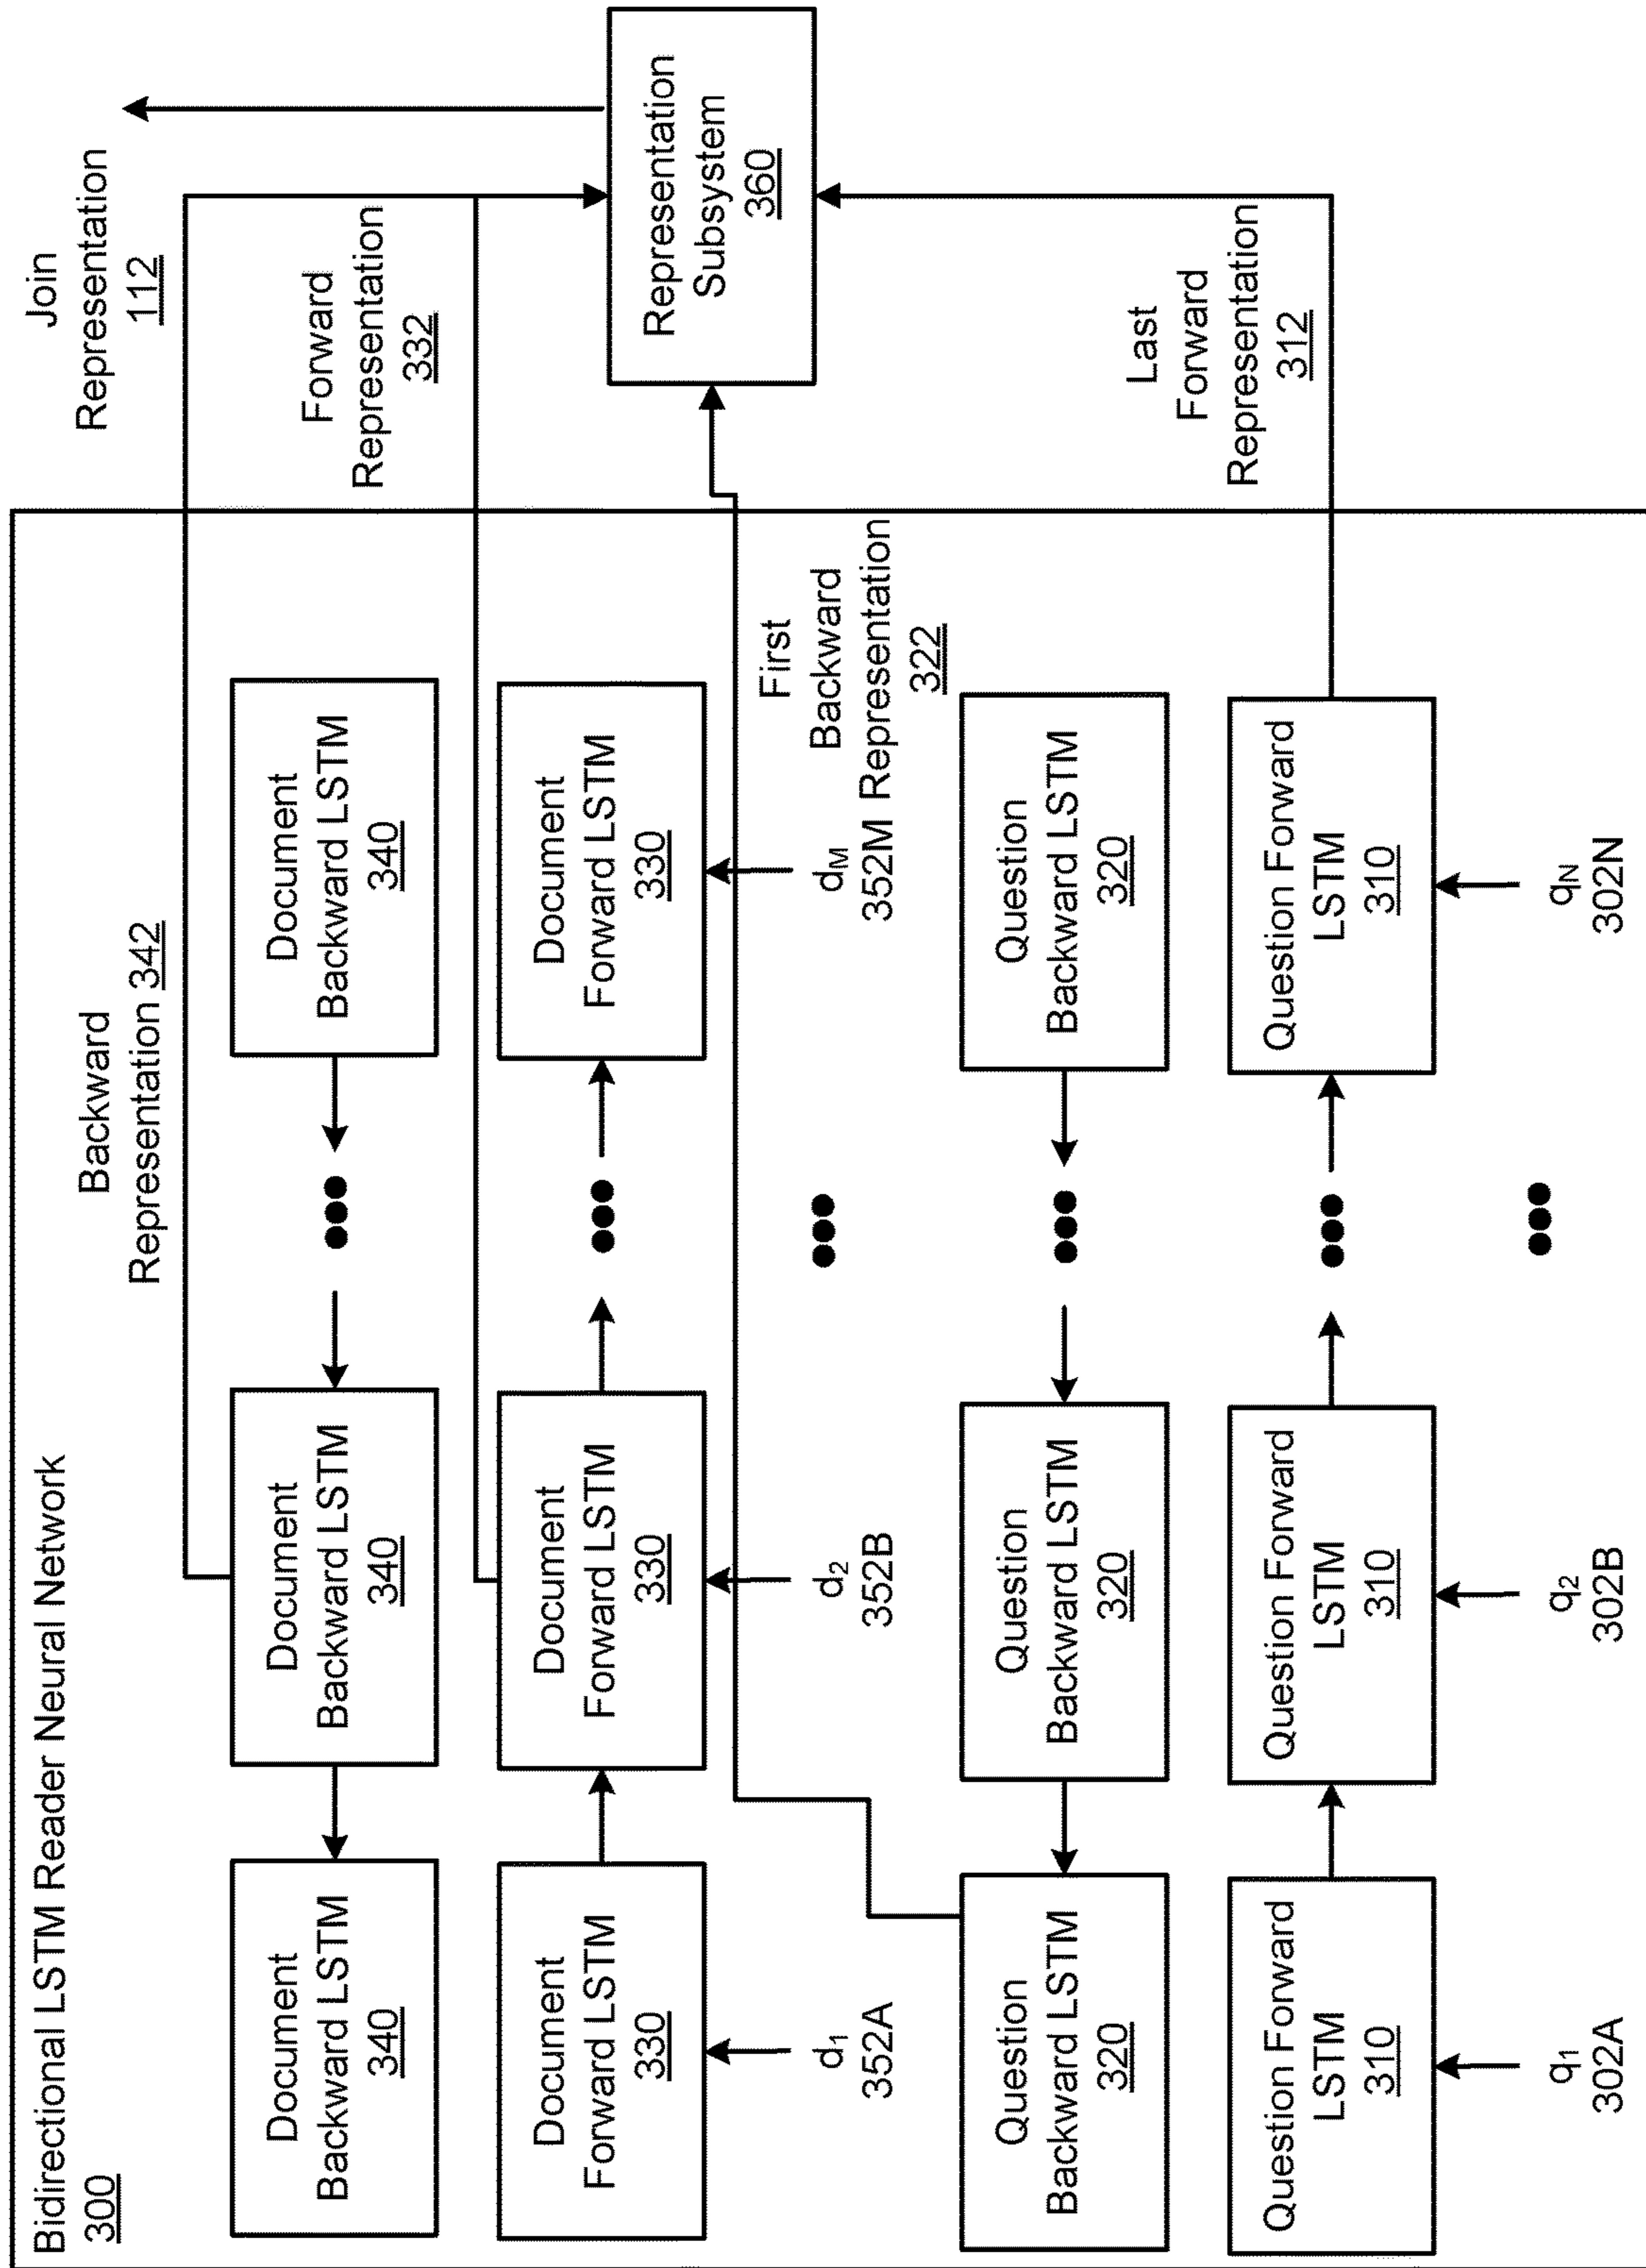 Bidirectional LSTM Reader Neural Network
300
Backward
Representation 342
Join
Representation
112
Document
Backward LSTM
340
Document
Backward LSTM
340
Document
Backward LSTM
340
Forward
Representation
332
Document
Forward LSTM
330
Document
Forward LSTM
330
Document
Forward LSTM
330
Representation
Subsystem
360
d1
352A
d2
352B
dM
352M
First
Backward
Representation
322
Question
Backward LSTM
320
Question
Backward LSTM
320
Question
Backward LSTM
320
Last
Forward
Representation
312
Question Forward
LSTM
310
Question Forward
LSTM
310
Question Forward
LSTM
310
q1
302A
q2
302B
qN
302N